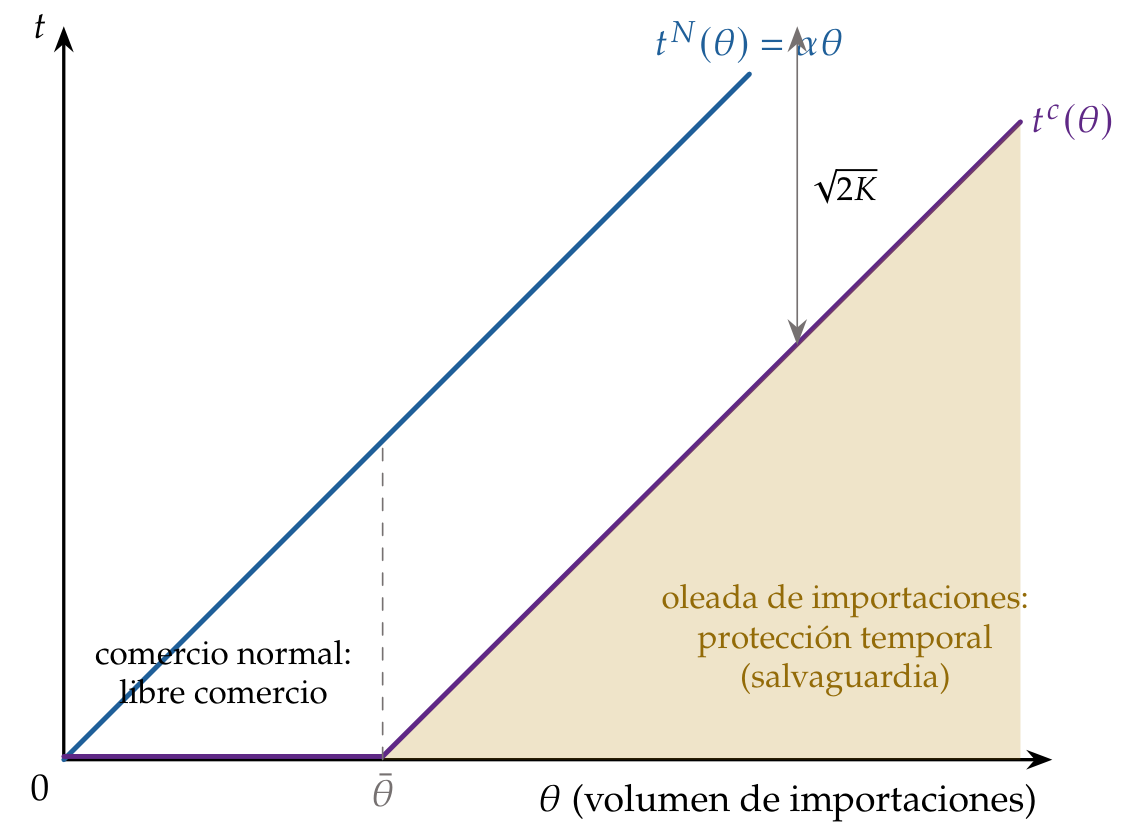 t
t^N(θ) = αθ
t^c(θ)
√2K
oleada de importaciones:
protección temporal
(salvaguardia)
comercio normal:
libre comercio
0
θ̄
θ (volumen de importaciones)